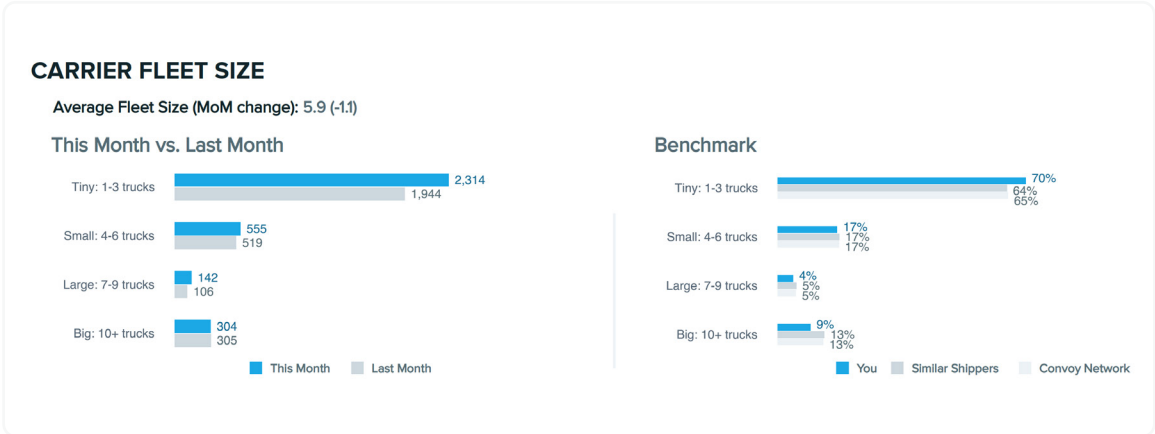 CARRIER FLEET SIZE
Average Fleet Size (MoM change): 5.9 (-1.1)
This Month vs. Last Month
Tiny: 1-3 trucks
2,314
1,944
Small: 4-6 trucks
555
519
Large: 7-9 trucks
142
106
Big: 10+ trucks
304
305
This Month
Last Month
Benchmark
Tiny: 1-3 trucks
70%
64%
65%
Small: 4-6 trucks
17%
17%
17%
Large: 7-9 trucks
4%
5%
5%
Big: 10+ trucks
9%
13%
13%
You
Similar Shippers
Convoy Network